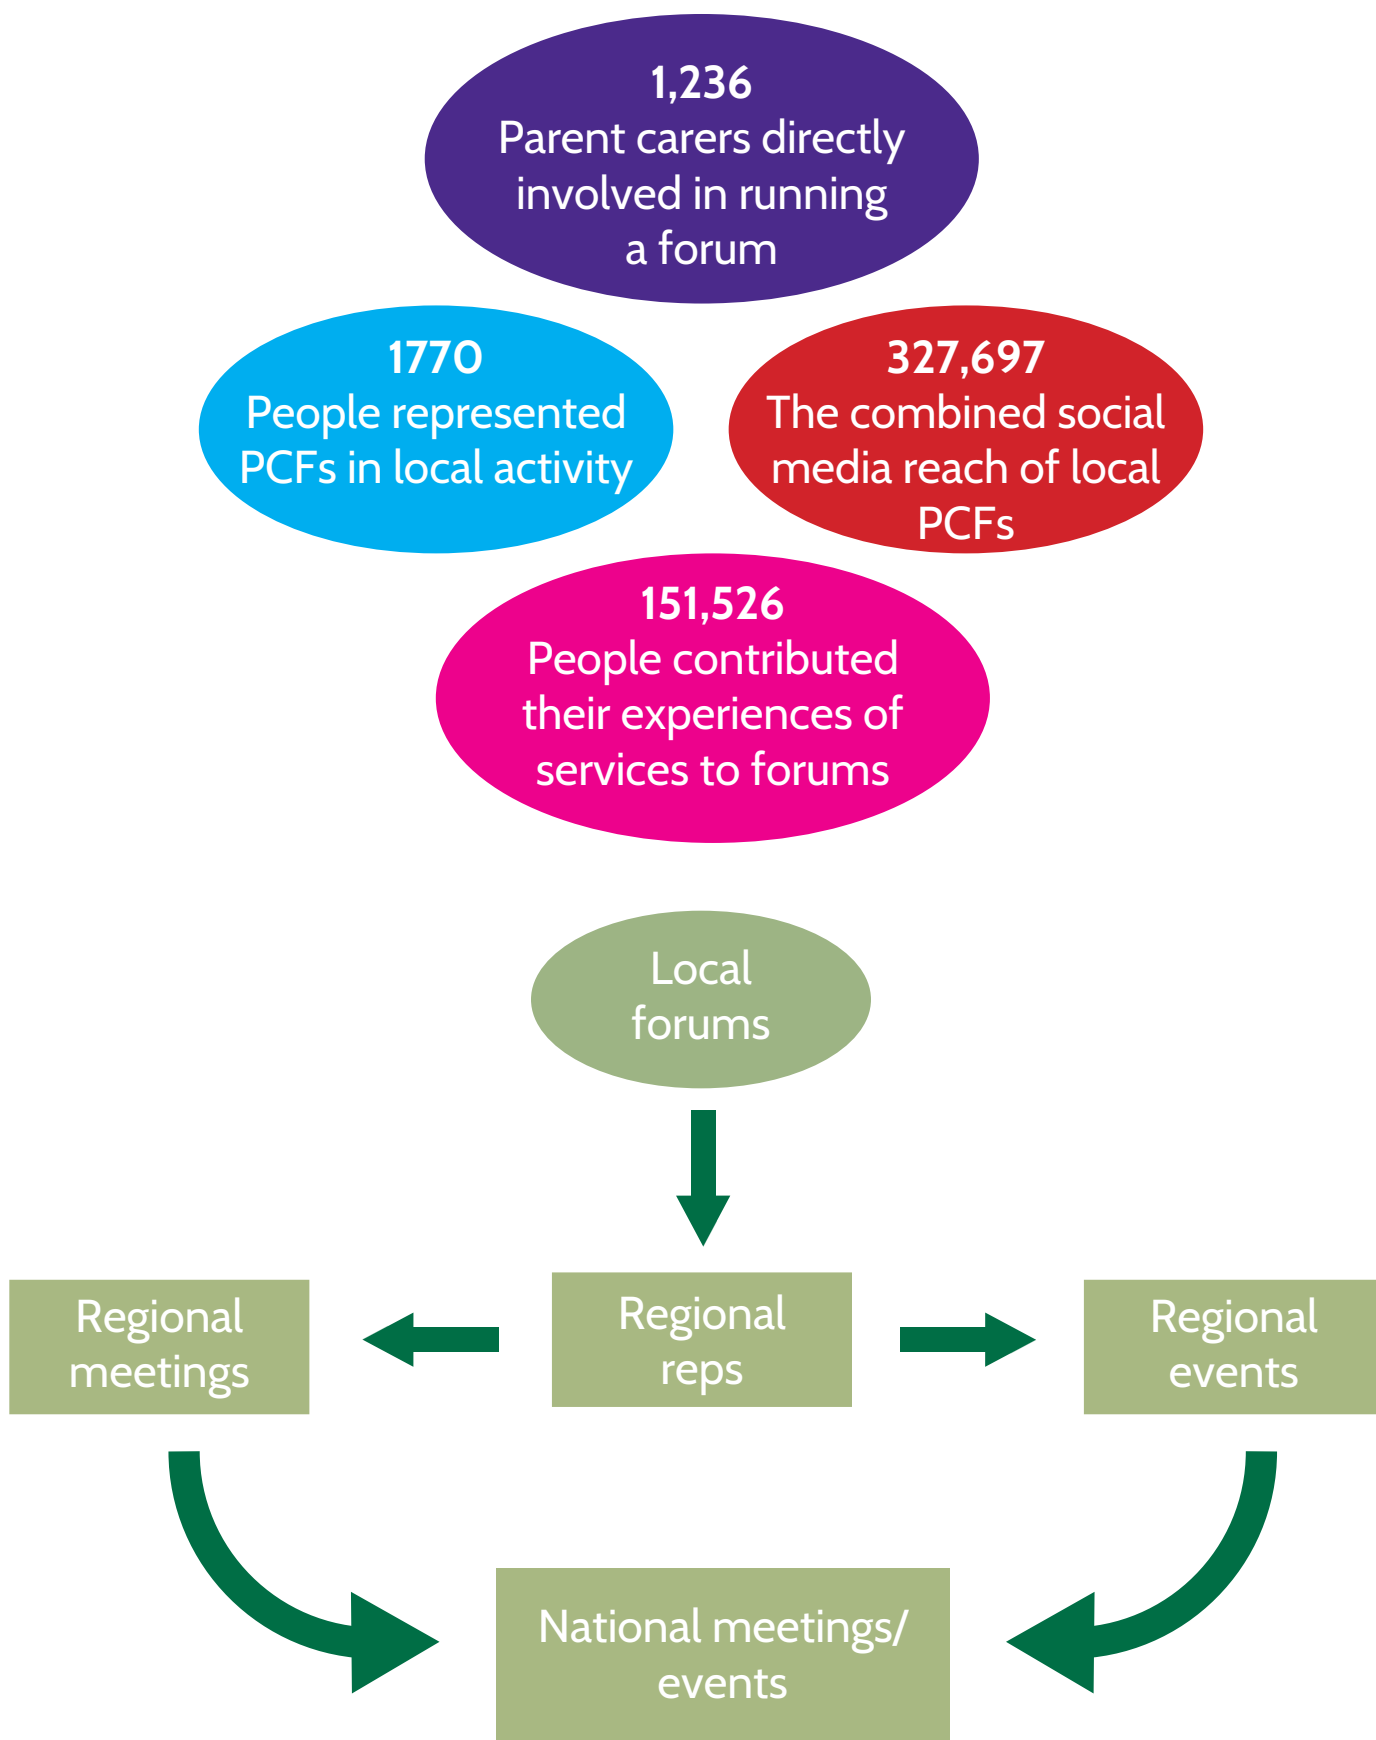 1,236
Parent carers directly
involved in running
a forum
1770
People represented
PCFs in local activity
327,697
The combined social
media reach of local
PCFs
151,526
People contributed
their experiences of
services to forums
Local
forums
Regional
meetings
Regional
reps
Regional
events
National meetings/
events